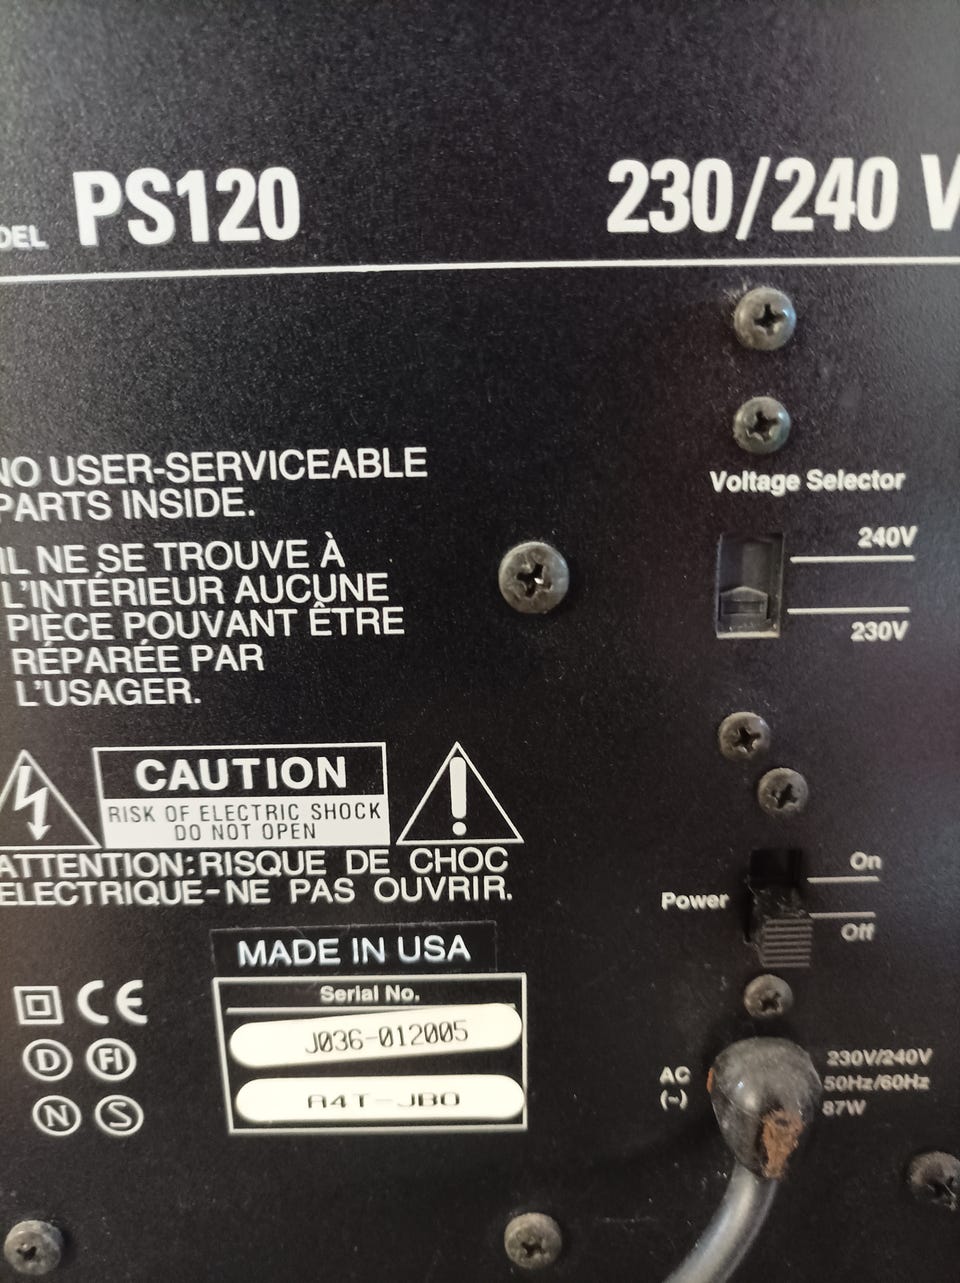 PS120
230/240 V
Voltage Selector
240V
230V
NO USER-SERVICEABLE
PARTS INSIDE.
IL NE SE TROUVE À
L'INTÉRIEUR AUCUNE
PIÈCE POUVANT ÊTRE
RÉPARÉE PAR
L'USAGER.
CAUTION
RISK OF ELECTRIC SHOCK
DO NOT OPEN
ATTENTION: RISQUE DE CHOC
ELECTRIQUE-NE PAS OUVRIR.
Power
On
Off
MADE IN USA
Serial No.
J036-012005
A4T-JBO
CE
D FI
N S
AC
(~)
230V/240V
50Hz/60Hz
87W